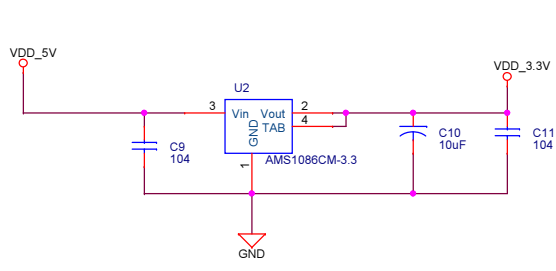 VDD_5V
VDD_3.3V
U2
3 Vin Vout 2
TAB 4
GND
1
AMS1086CM-3.3
C9
104
C10
10uF
C11
104
GND